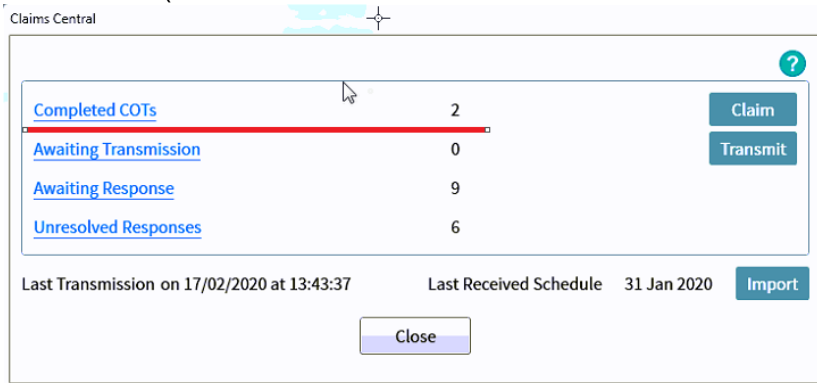 Claims Central
?
Completed COTs 2 Claim
Awaiting Transmission 0 Transmit
Awaiting Response 9
Unresolved Responses 6
Last Transmission on 17/02/2020 at 13:43:37 Last Received Schedule 31 Jan 2020 Import
Close